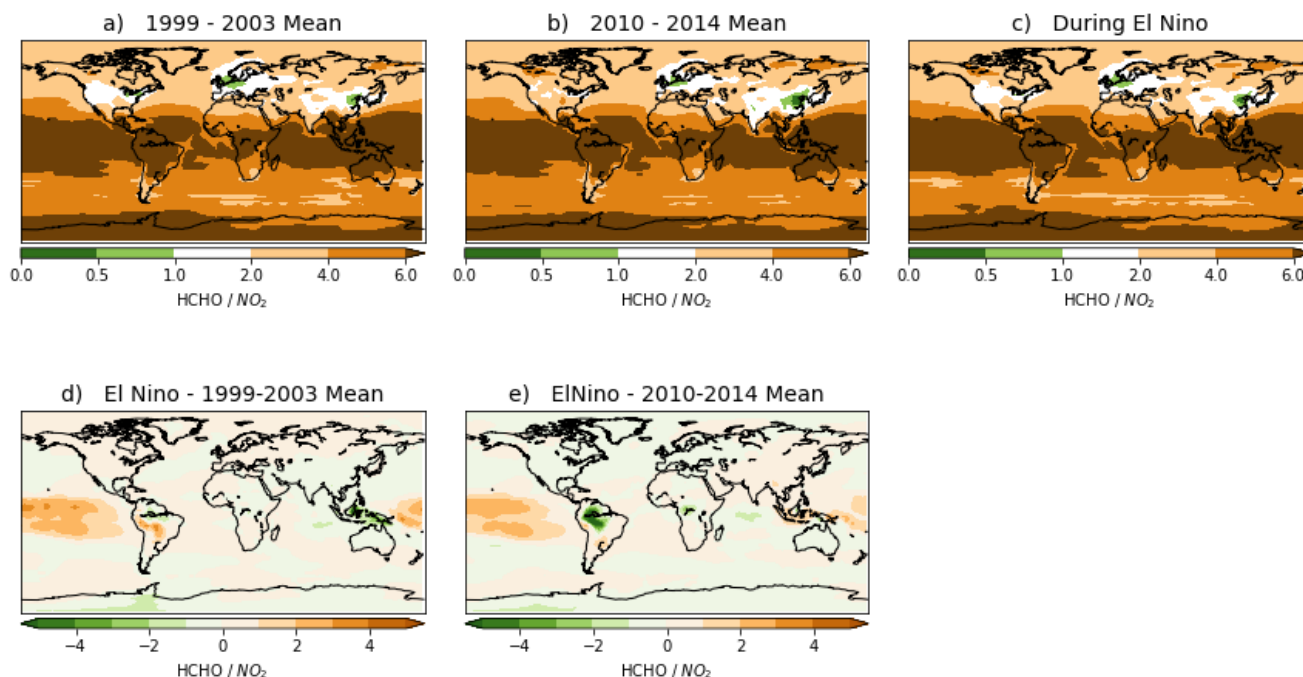 a) 1999 - 2003 Mean
b) 2010 - 2014 Mean
c) During El Nino
0.0 0.5 1.0 2.0 4.0 6.0
HCHO / NO2
0.0 0.5 1.0 2.0 4.0 6.0
HCHO / NO2
0.0 0.5 1.0 2.0 4.0 6.0
HCHO / NO2
d) El Nino - 1999-2003 Mean
e) ElNino - 2010-2014 Mean
−4 −2 0 2 4
HCHO / NO2
−4 −2 0 2 4
HCHO / NO2